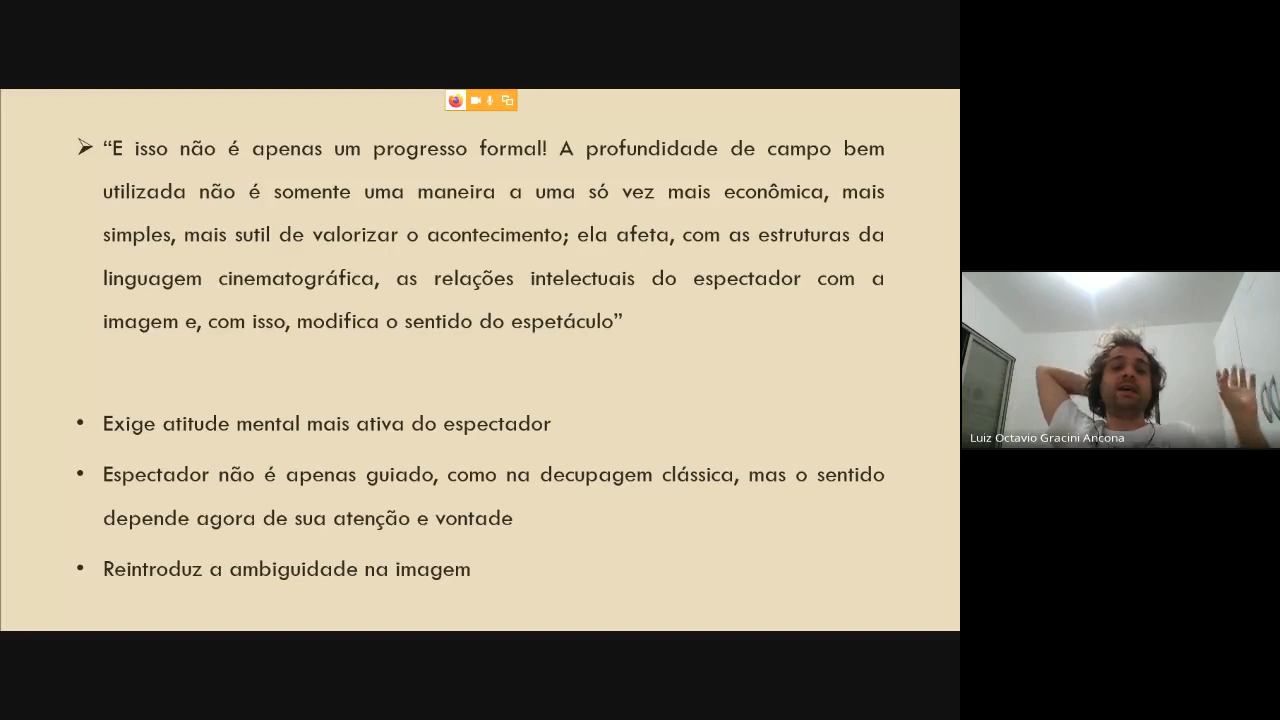 “E isso não é apenas um progresso formal! A profundidade de campo bem
utilizada não é somente uma maneira a uma só vez mais econômica, mais
simples, mais sutil de valorizar o acontecimento; ela afeta, com as estruturas da
linguagem cinematográfica, as relações intelectuais do espectador com a
imagem e, com isso, modifica o sentido do espetáculo”
• Exige atitude mental mais ativa do espectador
• Espectador não é apenas guiado, como na decupagem clássica, mas o sentido
depende agora de sua atenção e vontade
• Reintroduz a ambiguidade na imagem
Luiz Octavio Gracini Ancona